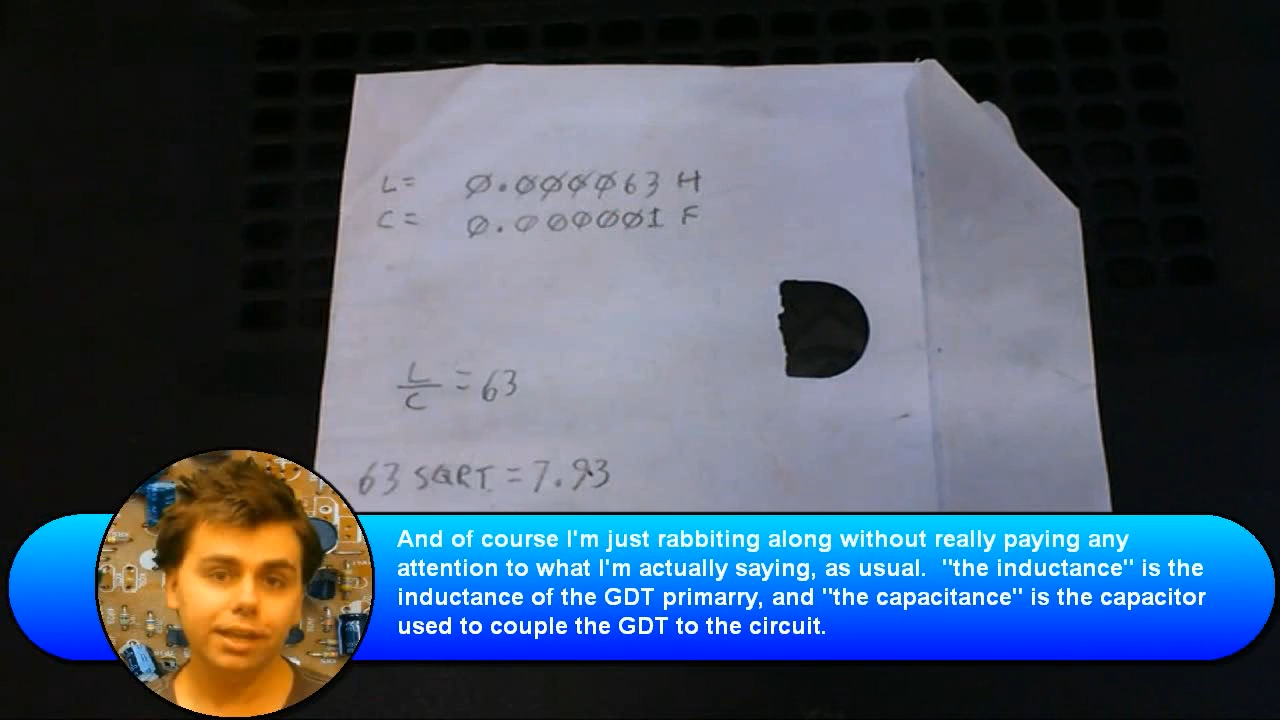 L= 0.000063 H
C= 0.000001 F
L/C = 63
63 SQRT. = 7.93
And of course I'm just rabbiting along without really paying any
attention to what I'm actually saying, as usual.  "the inductance" is the
inductance of the GDT primarry, and "the capacitance" is the capacitor
used to couple the GDT to the circuit.